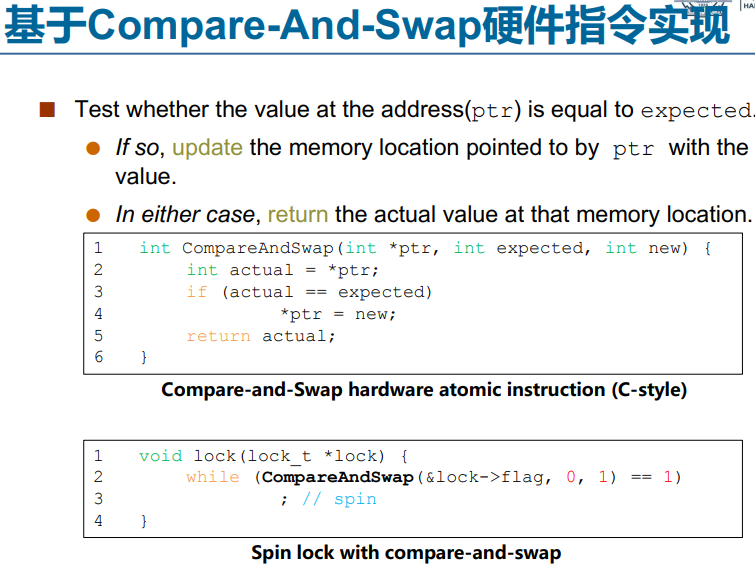 基于Compare-And-Swap硬件指令实现
HA
Test whether the value at the address(ptr) is equal to expected.
If so, update the memory location pointed to by ptr with the
value.
In either case, return the actual value at that memory location.
1 int CompareAndSwap(int *ptr, int expected, int new) {
2 int actual = *ptr;
3 if (actual == expected)
4 *ptr = new;
5 return actual;
6 }
Compare-and-Swap hardware atomic instruction (C-style)
1 void lock(lock_t *lock) {
2 while (CompareAndSwap(&lock->flag, 0, 1) == 1)
3 ; // spin
4 }
Spin lock with compare-and-swap